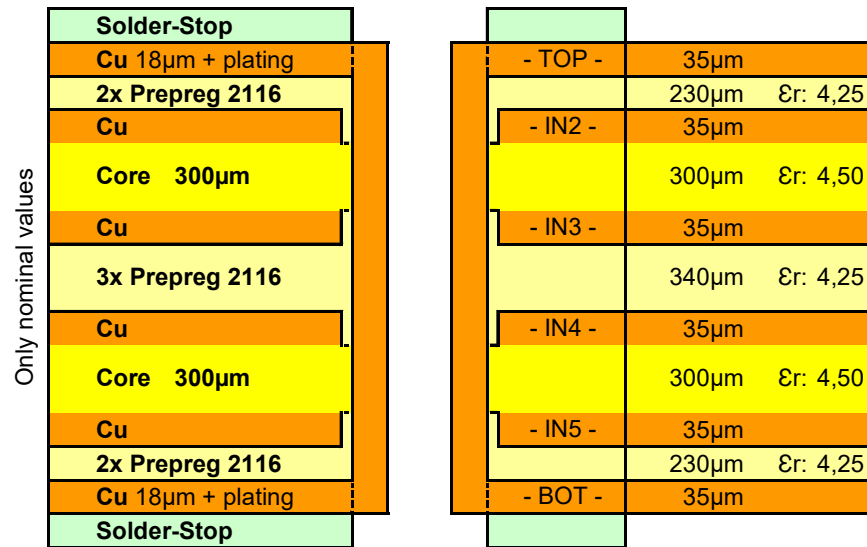 Solder-Stop
Cu 18µm + plating - TOP - 35µm
2x Prepreg 2116 230µm Ɛr: 4,25
Cu - IN2 - 35µm
Core 300µm 300µm Ɛr: 4,50
Cu - IN3 - 35µm
3x Prepreg 2116 340µm Ɛr: 4,25
Cu - IN4 - 35µm
Core 300µm 300µm Ɛr: 4,50
Cu - IN5 - 35µm
2x Prepreg 2116 230µm Ɛr: 4,25
Cu 18µm + plating - BOT - 35µm
Solder-Stop
Only nominal values